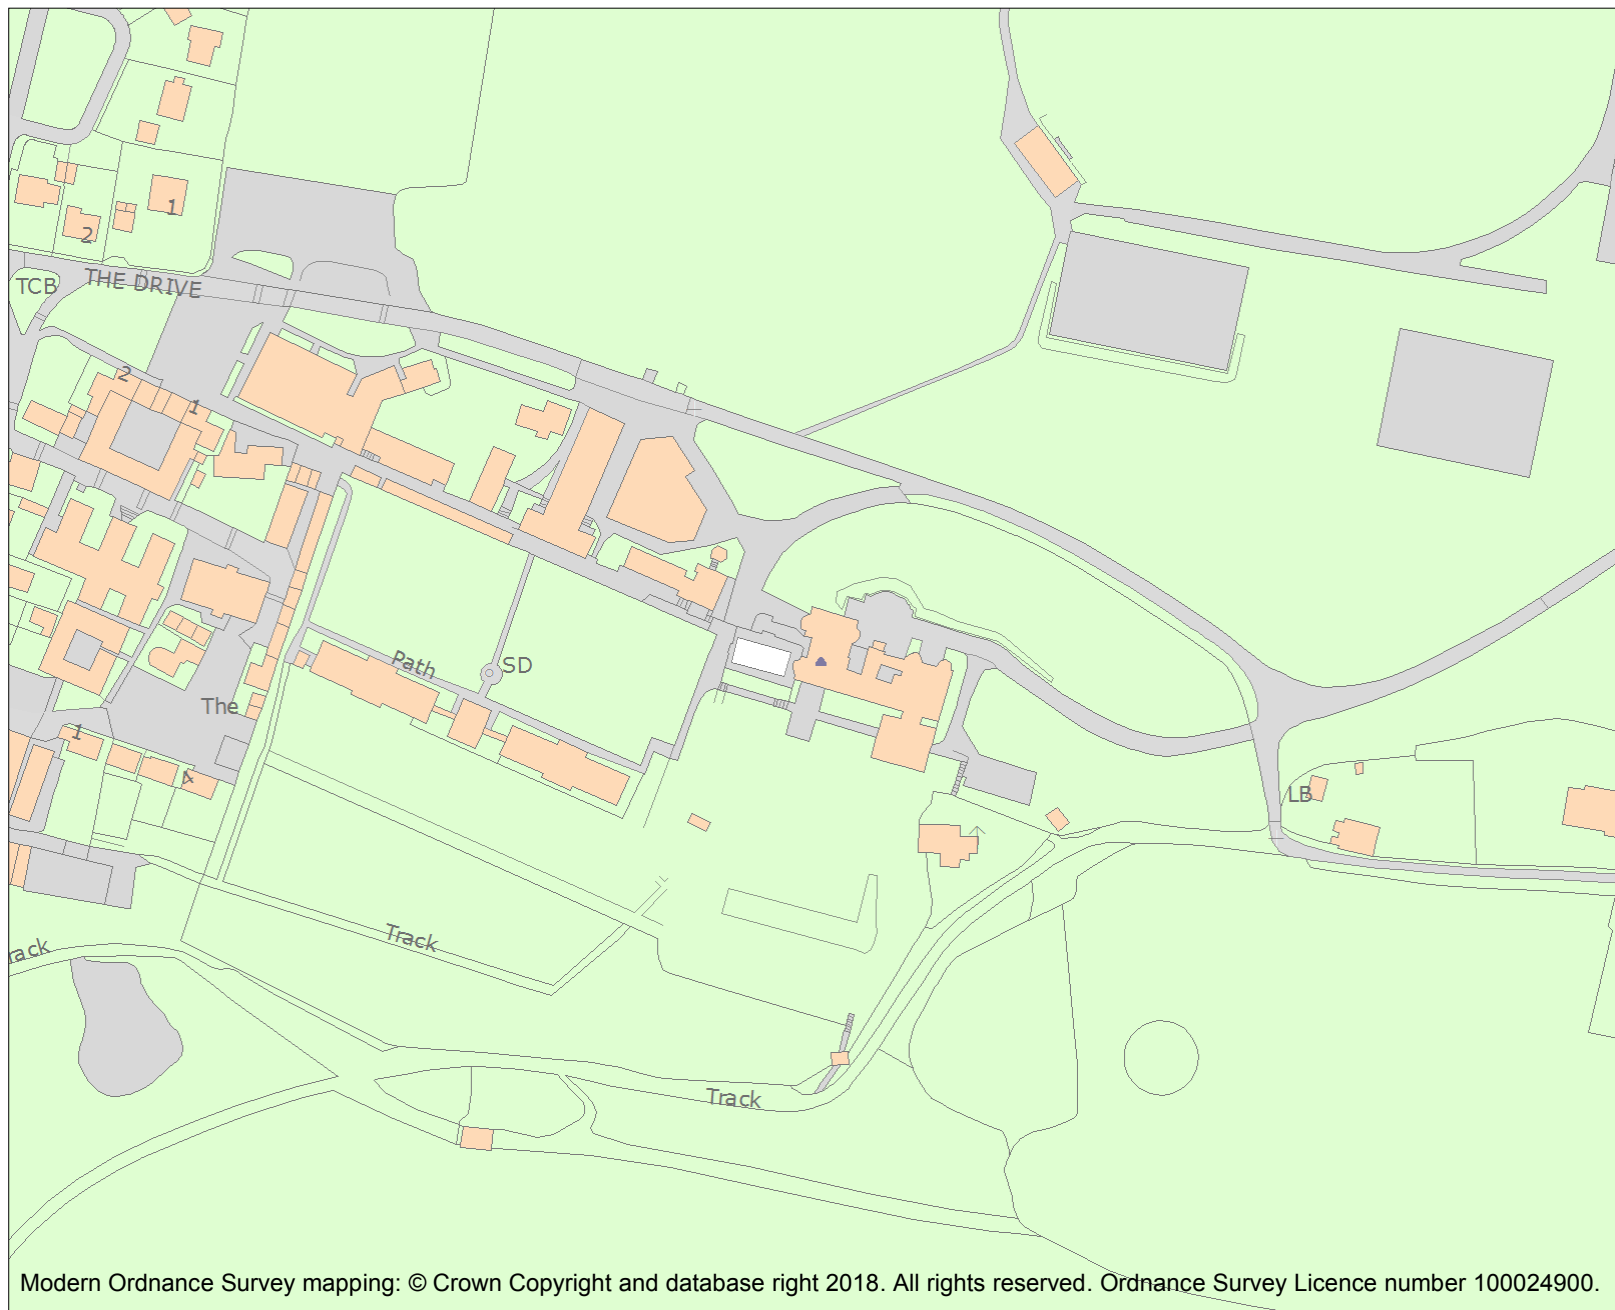 1
2
TCB
THE DRIVE
2
1
SD
Path
The
1
4
LB
Track
rack
Track
Modern Ordnance Survey mapping: © Crown Copyright and database right 2018. All rights reserved. Ordnance Survey Licence number 100024900.